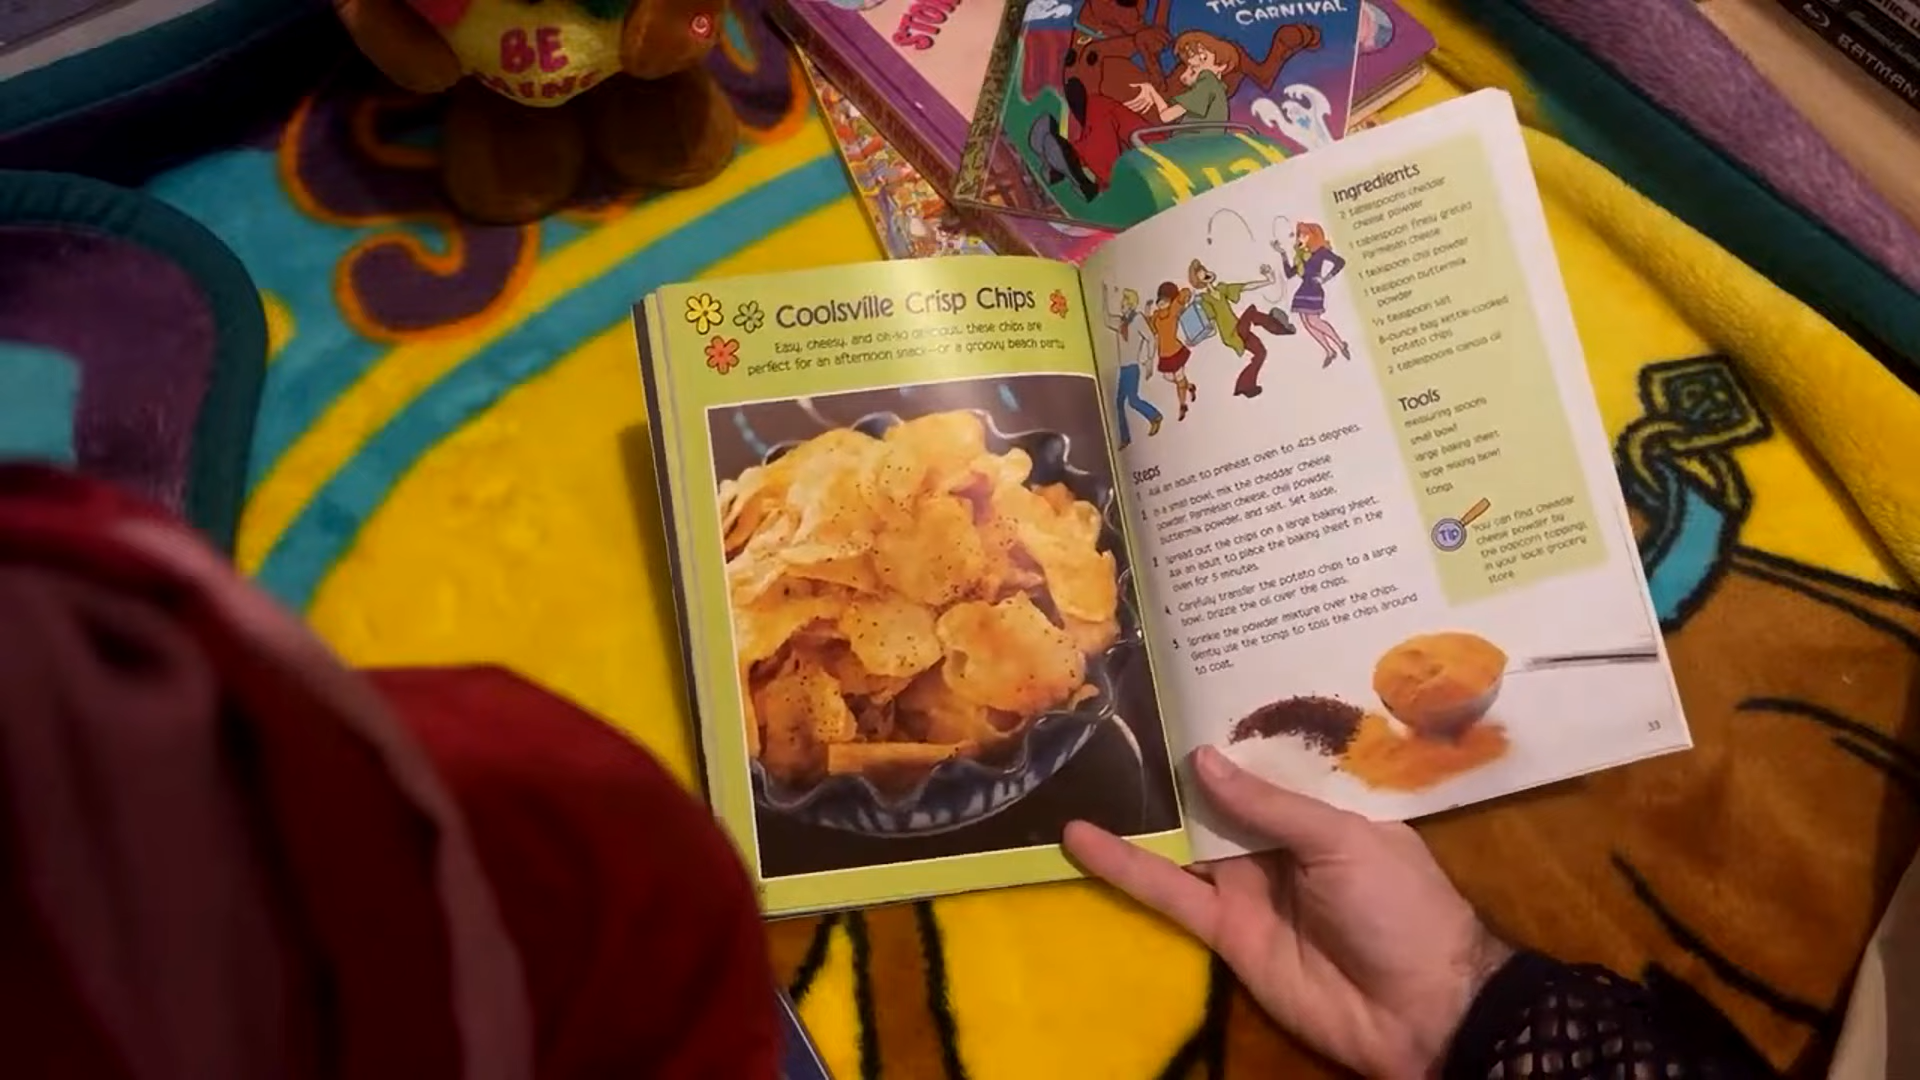 BE
MINE
STO
CARNIVAL
BATMAN
Coolsville Crisp Chips
Easy, cheesy, and oh-so delicious, these chips are
perfect for an afternoon snack—or a groovy beach party
Ingredients
2 tablespoons cheddar
cheese powder
1 tablespoon finely grated
Parmesan cheese
1 teaspoon chili powder
1 teaspoon buttermilk
powder
½ teaspoon salt
8-ounce bag kettle-cooked
potato chips
2 tablespoons canola oil
Tools
measuring spoons
small bowl
large baking sheet
large mixing bowl
tongs
Tip
You can find cheddar
cheese powder by
the popcorn toppings
in your local grocery
store.
Steps
1. Ask an adult to preheat oven to 425 degrees.
2. In a small bowl, mix the cheddar cheese
powder, Parmesan cheese, chili powder,
buttermilk powder, and salt. Set aside.
3. Spread out the chips on a large baking sheet.
Ask an adult to place the baking sheet in the
oven for 5 minutes.
4. Carefully transfer the potato chips to a large
bowl. Drizzle the oil over the chips.
5. Sprinkle the powder mixture over the chips.
Gently use the tongs to toss the chips around
to coat.
33